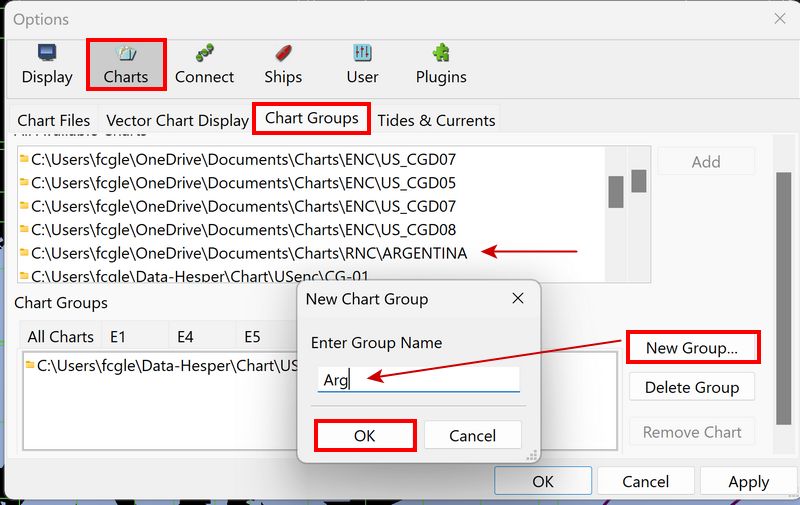 Options
Display Charts Connect Ships User Plugins
Chart Files Vector Chart Display Chart Groups Tides & Currents
All Available Charts
C:\Users\fcgle\OneDrive\Documents\Charts\ENC\US_CGD07 Add
C:\Users\fcgle\OneDrive\Documents\Charts\ENC\US_CGD05
C:\Users\fcgle\OneDrive\Documents\Charts\ENC\US_CGD07
C:\Users\fcgle\OneDrive\Documents\Charts\ENC\US_CGD08
C:\Users\fcgle\OneDrive\Documents\Charts\RNC\ARGENTINA
C:\Users\fcgle\Data-Hesper\Chart\USenc\CG-01
Chart Groups
All Charts E1 E4 E5
C:\Users\fcgle\Data-Hesper\Chart\US
New Chart Group
Enter Group Name
Arg
OK Cancel
New Group...
Delete Group
Remove Chart
OK Cancel Apply